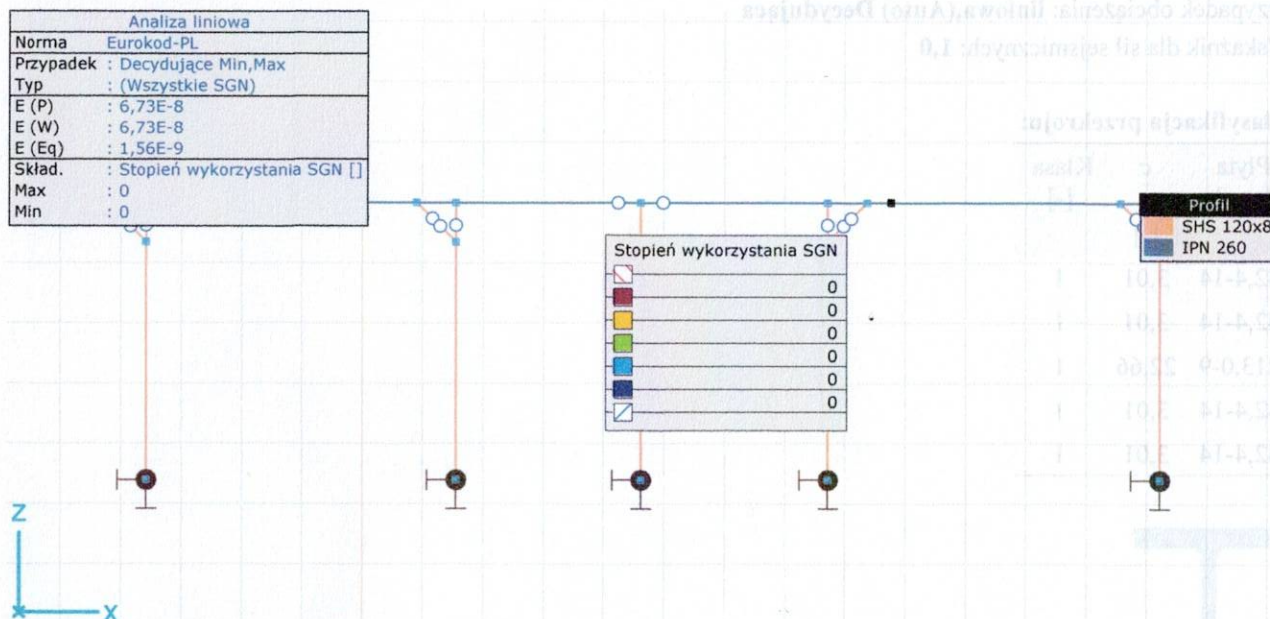 Analiza liniowa
Norma Eurokod-PL
Przypadek : Decydujące Min,Max
Typ : (Wszystkie SGN)
E (P) : 6,73E-8
E (W) : 6,73E-8
E (Eq) : 1,56E-9
Skład. : Stopień wykorzystania SGN []
Max : 0
Min : 0
Profil
SHS 120x8
IPN 260
Stopień wykorzystania SGN
0
0
0
0
0
0
Z
X